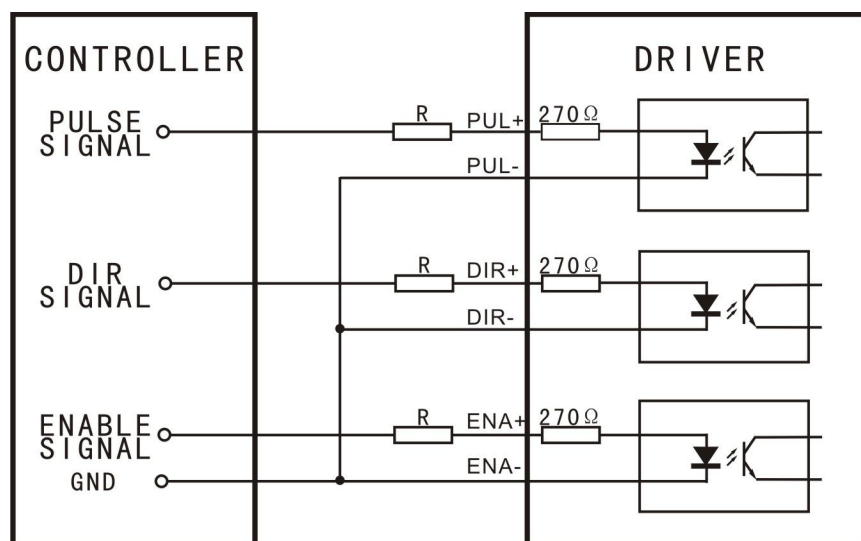 CONTROLLER
DRIVER
PULSE
SIGNAL
R
PUL+
270Ω
PUL-
DIR
SIGNAL
R
DIR+
270Ω
DIR-
ENABLE
SIGNAL
R
ENA+
270Ω
ENA-
GND